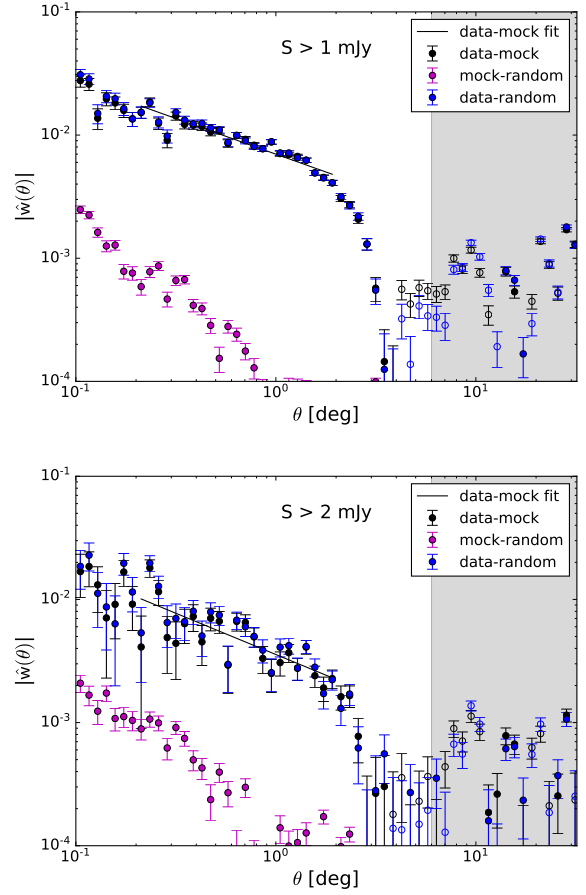 S > 1 mJy
data-mock fit
data-mock
mock-random
data-random
|ŵ(θ)|
10⁻¹
10⁻²
10⁻³
10⁻⁴
10⁻¹
10⁰
10¹
θ [deg]
S > 2 mJy
data-mock fit
data-mock
mock-random
data-random
|ŵ(θ)|
10⁻¹
10⁻²
10⁻³
10⁻⁴
10⁻¹
10⁰
10¹
θ [deg]